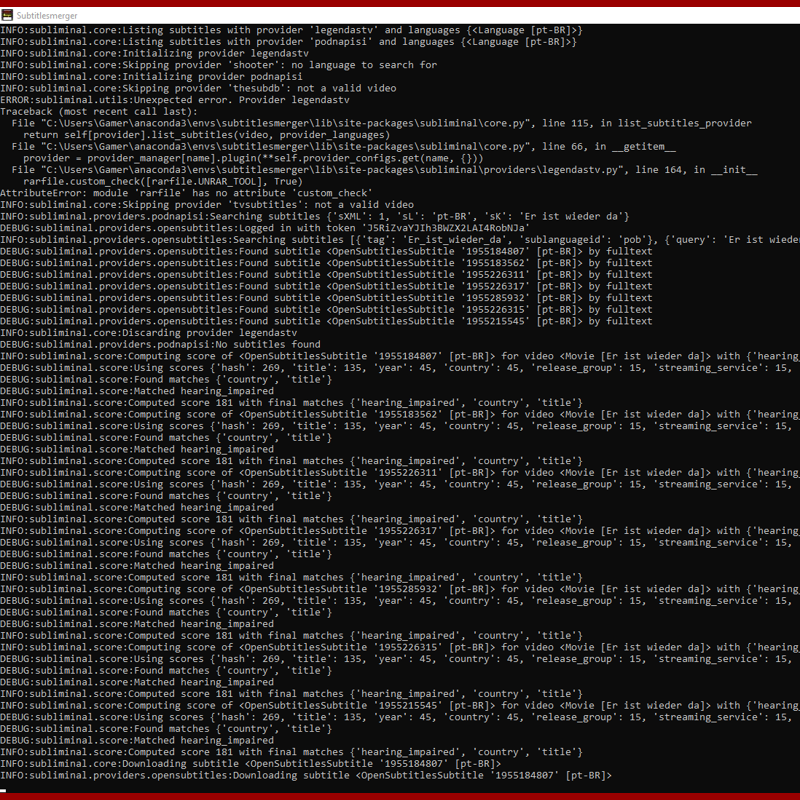 Subtitlesmerger
INFO:subliminal.core:Listing subtitles with provider 'legendastv' and languages {<Language [pt-BR]>}
INFO:subliminal.core:Listing subtitles with provider 'podnapisi' and languages {<Language [pt-BR]>}
INFO:subliminal.core:Initializing provider legendastv
INFO:subliminal.core:Skipping provider 'shooter': no language to search for
INFO:subliminal.core:Initializing provider podnapisi
INFO:subliminal.core:Skipping provider 'thesubdb': not a valid video
ERROR:subliminal.utils:Unexpected error. Provider legendastv
Traceback (most recent call last):
  File "C:\Users\Gamer\anaconda3\envs\subtitlesmerger\lib\site-packages\subliminal\core.py", line 115, in list_subtitles_provider
    return self[provider].list_subtitles(video, provider_languages)
  File "C:\Users\Gamer\anaconda3\envs\subtitlesmerger\lib\site-packages\subliminal\core.py", line 66, in __getitem__
    provider = provider_manager[name].plugin(**self.provider_configs.get(name, {}))
  File "C:\Users\Gamer\anaconda3\envs\subtitlesmerger\lib\site-packages\subliminal\providers\legendastv.py", line 164, in __init__
    rarfile.custom_check([rarfile.UNRAR_TOOL], True)
AttributeError: module 'rarfile' has no attribute 'custom_check'
INFO:subliminal.core:Skipping provider 'tvsubtitles': not a valid video
INFO:subliminal.providers.podnapisi:Searching subtitles {'sXML': 1, 'sL': 'pt-BR', 'sK': 'Er ist wieder da'}
DEBUG:subliminal.providers.opensubtitles:Logged in with token 'J5RiZvaYJIh3BWZX2LAI4RobNJa'
INFO:subliminal.providers.opensubtitles:Searching subtitles [{'tag': 'Er_ist_wieder_da', 'sublanguageid': 'pob'}, {'query': 'Er ist wiede
DEBUG:subliminal.providers.opensubtitles:Found subtitle <OpenSubtitlesSubtitle '1955184807' [pt-BR]> by fulltext
DEBUG:subliminal.providers.opensubtitles:Found subtitle <OpenSubtitlesSubtitle '1955183562' [pt-BR]> by fulltext
DEBUG:subliminal.providers.opensubtitles:Found subtitle <OpenSubtitlesSubtitle '1955226311' [pt-BR]> by fulltext
DEBUG:subliminal.providers.opensubtitles:Found subtitle <OpenSubtitlesSubtitle '1955226317' [pt-BR]> by fulltext
DEBUG:subliminal.providers.opensubtitles:Found subtitle <OpenSubtitlesSubtitle '1955285932' [pt-BR]> by fulltext
DEBUG:subliminal.providers.opensubtitles:Found subtitle <OpenSubtitlesSubtitle '1955226315' [pt-BR]> by fulltext
DEBUG:subliminal.providers.opensubtitles:Found subtitle <OpenSubtitlesSubtitle '1955215545' [pt-BR]> by fulltext
INFO:subliminal.core:Discarding provider legendastv
DEBUG:subliminal.providers.podnapisi:No subtitles found
INFO:subliminal.score:Computing score of <OpenSubtitlesSubtitle '1955184807' [pt-BR]> for video <Movie [Er ist wieder da]> with {'hearing_
DEBUG:subliminal.score:Using scores {'hash': 269, 'title': 135, 'year': 45, 'country': 45, 'release_group': 15, 'streaming_service': 15,
DEBUG:subliminal.score:Found matches {'country', 'title'}
DEBUG:subliminal.score:Matched hearing_impaired
INFO:subliminal.score:Computed score 181 with final matches {'hearing_impaired', 'country', 'title'}
INFO:subliminal.score:Computing score of <OpenSubtitlesSubtitle '1955183562' [pt-BR]> for video <Movie [Er ist wieder da]> with {'hearing_
DEBUG:subliminal.score:Using scores {'hash': 269, 'title': 135, 'year': 45, 'country': 45, 'release_group': 15, 'streaming_service': 15,
DEBUG:subliminal.score:Found matches {'country', 'title'}
DEBUG:subliminal.score:Matched hearing_impaired
INFO:subliminal.score:Computed score 181 with final matches {'hearing_impaired', 'country', 'title'}
INFO:subliminal.score:Computing score of <OpenSubtitlesSubtitle '1955226311' [pt-BR]> for video <Movie [Er ist wieder da]> with {'hearing_
DEBUG:subliminal.score:Using scores {'hash': 269, 'title': 135, 'year': 45, 'country': 45, 'release_group': 15, 'streaming_service': 15,
DEBUG:subliminal.score:Found matches {'country', 'title'}
DEBUG:subliminal.score:Matched hearing_impaired
INFO:subliminal.score:Computed score 181 with final matches {'hearing_impaired', 'country', 'title'}
INFO:subliminal.score:Computing score of <OpenSubtitlesSubtitle '1955226317' [pt-BR]> for video <Movie [Er ist wieder da]> with {'hearing_
DEBUG:subliminal.score:Using scores {'hash': 269, 'title': 135, 'year': 45, 'country': 45, 'release_group': 15, 'streaming_service': 15,
DEBUG:subliminal.score:Found matches {'country', 'title'}
DEBUG:subliminal.score:Matched hearing_impaired
INFO:subliminal.score:Computed score 181 with final matches {'hearing_impaired', 'country', 'title'}
INFO:subliminal.score:Computing score of <OpenSubtitlesSubtitle '1955285932' [pt-BR]> for video <Movie [Er ist wieder da]> with {'hearing_
DEBUG:subliminal.score:Using scores {'hash': 269, 'title': 135, 'year': 45, 'country': 45, 'release_group': 15, 'streaming_service': 15,
DEBUG:subliminal.score:Found matches {'country', 'title'}
DEBUG:subliminal.score:Matched hearing_impaired
INFO:subliminal.score:Computed score 181 with final matches {'hearing_impaired', 'country', 'title'}
INFO:subliminal.score:Computing score of <OpenSubtitlesSubtitle '1955226315' [pt-BR]> for video <Movie [Er ist wieder da]> with {'hearing_
DEBUG:subliminal.score:Using scores {'hash': 269, 'title': 135, 'year': 45, 'country': 45, 'release_group': 15, 'streaming_service': 15,
DEBUG:subliminal.score:Found matches {'country', 'title'}
DEBUG:subliminal.score:Matched hearing_impaired
INFO:subliminal.score:Computed score 181 with final matches {'hearing_impaired', 'country', 'title'}
INFO:subliminal.score:Computing score of <OpenSubtitlesSubtitle '1955215545' [pt-BR]> for video <Movie [Er ist wieder da]> with {'hearing_
DEBUG:subliminal.score:Using scores {'hash': 269, 'title': 135, 'year': 45, 'country': 45, 'release_group': 15, 'streaming_service': 15,
DEBUG:subliminal.score:Found matches {'country', 'title'}
DEBUG:subliminal.score:Matched hearing_impaired
INFO:subliminal.score:Computed score 181 with final matches {'hearing_impaired', 'country', 'title'}
INFO:subliminal.core:Downloading subtitle <OpenSubtitlesSubtitle '1955184807' [pt-BR]>
INFO:subliminal.providers.opensubtitles:Downloading subtitle <OpenSubtitlesSubtitle '1955184807' [pt-BR]>